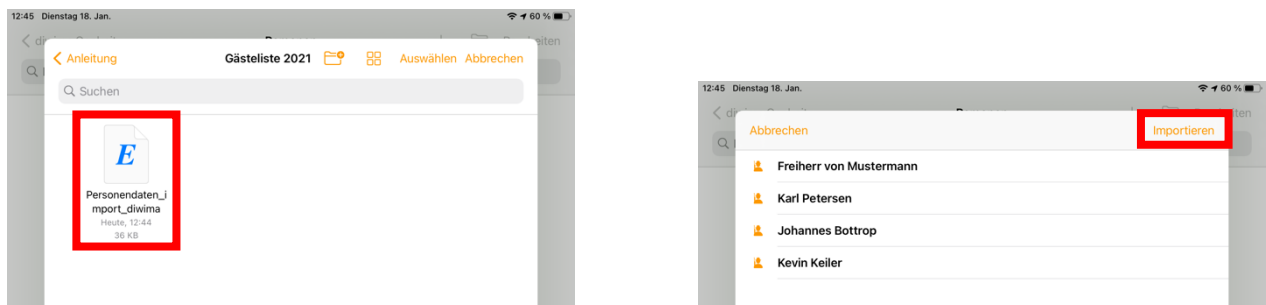 12:45 Dienstag 18. Jan.
60 %
Anleitung
Gästeliste 2021
Auswählen
Abbrechen
Suchen
E
Personendaten_i
mport_diwima
Heute, 12:44
36 KB
12:45 Dienstag 18. Jan.
60 %
Abbrechen
Importieren
Freiherr von Mustermann
Karl Petersen
Johannes Bottrop
Kevin Keiler